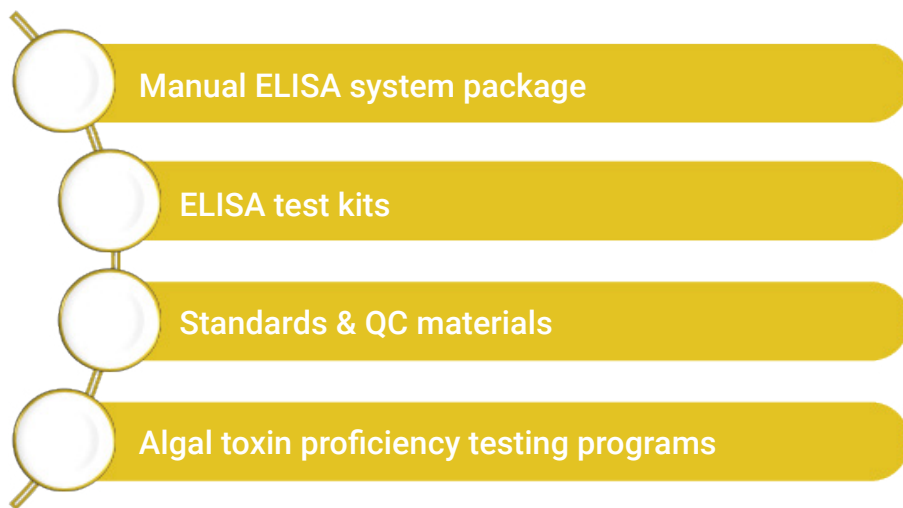 Manual ELISA system package
ELISA test kits
Standards & QC materials
Algal toxin proficiency testing programs